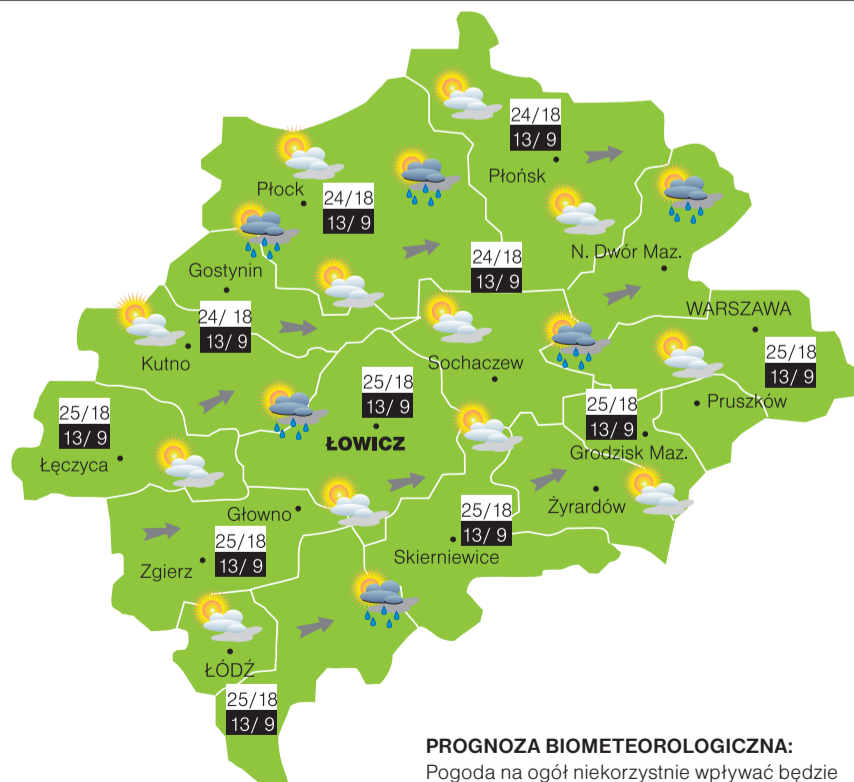 24/18
13/ 9
Płońsk
Płock
24/18
13/ 9
N. Dwór Maz.
24/18
13/ 9
Gostynin
WARSZAWA
24/ 18
13/ 9
Kutno
Sochaczew
25/18
13/ 9
25/18
13/ 9
ŁOWICZ
Pruszków
25/18
13/ 9
Grodzisk Maz.
25/18
13/ 9
Łęczyca
Żyrardów
Głowno
25/18
13/ 9
Skierniewice
25/18
13/ 9
Zgierz
ŁÓDŹ
25/18
13/ 9
PROGNOZA BIOMETEOROLOGICZNA:
Pogoda na ogół niekorzystnie wpływać będzie